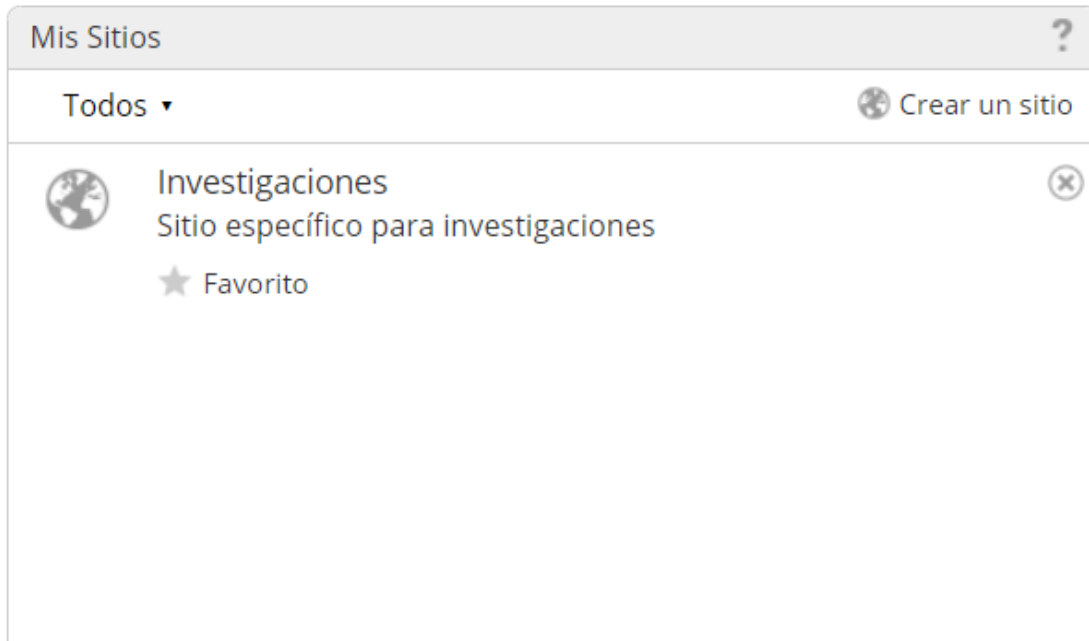 Mis Sitios
?
Todos
Crear un sitio
Investigaciones
Sitio específico para investigaciones
Favorito